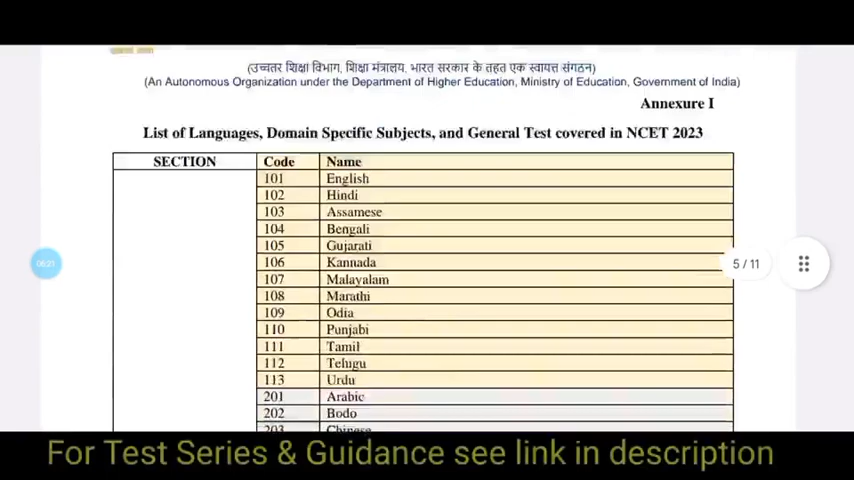 (उच्चतर शिक्षा विभाग, शिक्षा मंत्रालय, भारत सरकार के तहत एक स्वायत्त संगठन)
(An Autonomous Organization under the Department of Higher Education, Ministry of Education, Government of India)
Annexure I
List of Languages, Domain Specific Subjects, and General Test covered in NCET 2023
SECTION Code Name
101 English
102 Hindi
103 Assamese
104 Bengali
105 Gujarati
106 Kannada
107 Malayalam
108 Marathi
109 Odia
110 Punjabi
111 Tamil
112 Telugu
113 Urdu
201 Arabic
202 Bodo
203 Chinese
5 / 11
For Test Series & Guidance see link in description